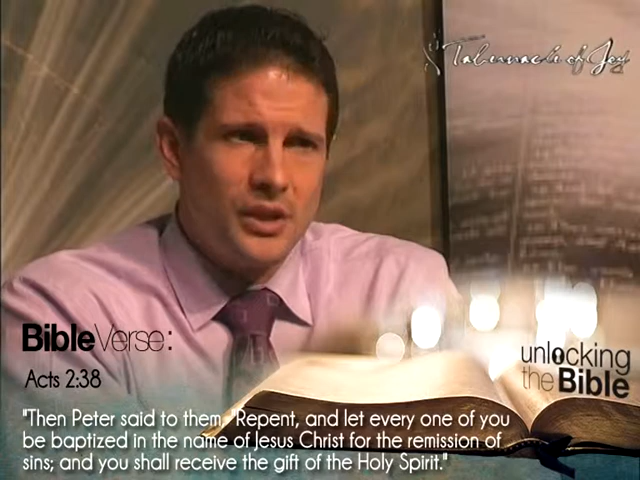 Tabernacle of Joy
BibleVerse:
unlocking
the Bible
Acts 2:38
"Then Peter said to them, "Repent, and let every one of you
be baptized in the name of Jesus Christ for the remission of
sins; and you shall receive the gift of the Holy Spirit."